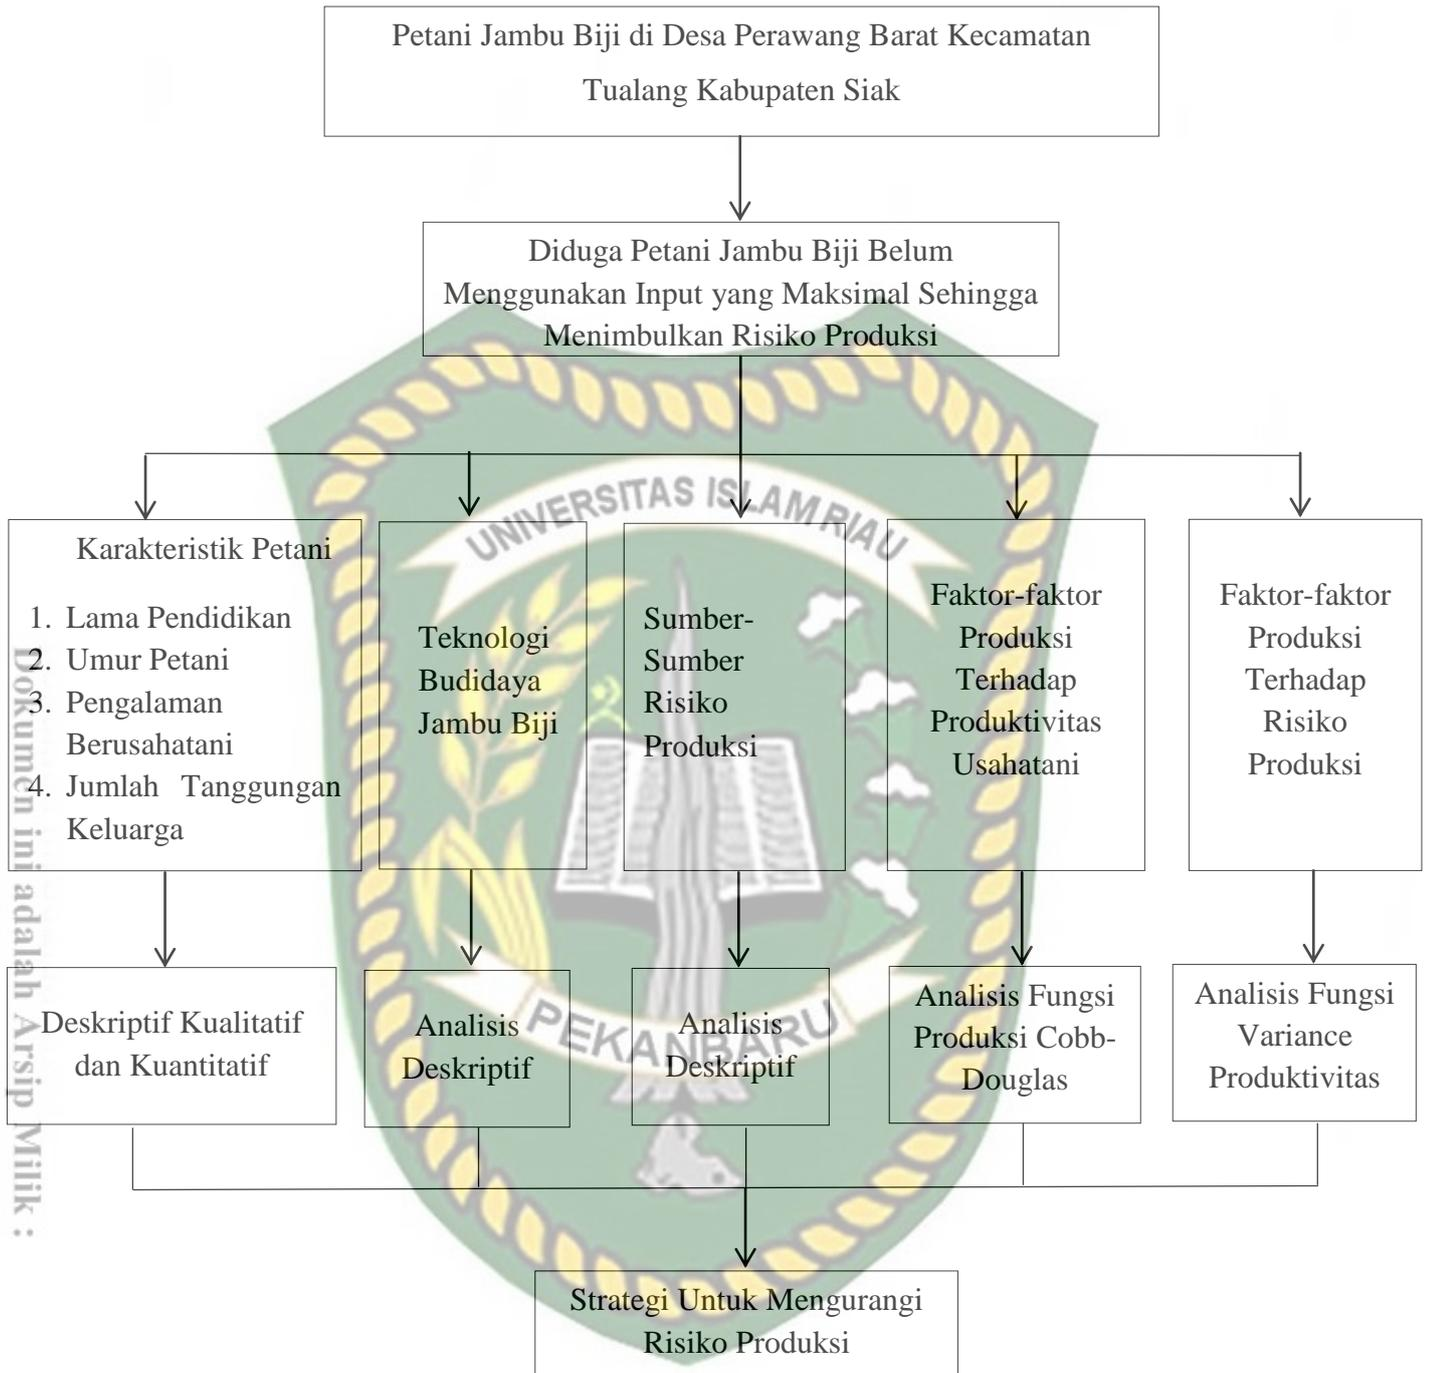 Petani Jambu Biji di Desa Perawang Barat Kecamatan
Tualang Kabupaten Siak
Diduga Petani Jambu Biji Belum
Menggunakan Input yang Maksimal Sehingga
Menimbulkan Risiko Produksi
UNIVERSITAS ISLAM RIAU
Karakteristik Petani
1. Lama Pendidikan
2. Umur Petani
3. Pengalaman
Berusahatani
4. Jumlah Tanggungan
Keluarga
Teknologi
Budidaya
Jambu Biji
Sumber-
Sumber
Risiko
Produksi
Faktor-faktor
Produksi
Terhadap
Produktivitas
Usahatani
Faktor-faktor
Produksi
Terhadap
Risiko
Produksi
Deskriptif Kualitatif
dan Kuantitatif
Analisis
Deskriptif
Analisis
Deskriptif
Analisis Fungsi
Produksi Cobb-
Douglas
Analisis Fungsi
Variance
Produktivitas
PEKANBARU
Strategi Untuk Mengurangi
Risiko Produksi
Dokumen ini adalah Arsip Milik :